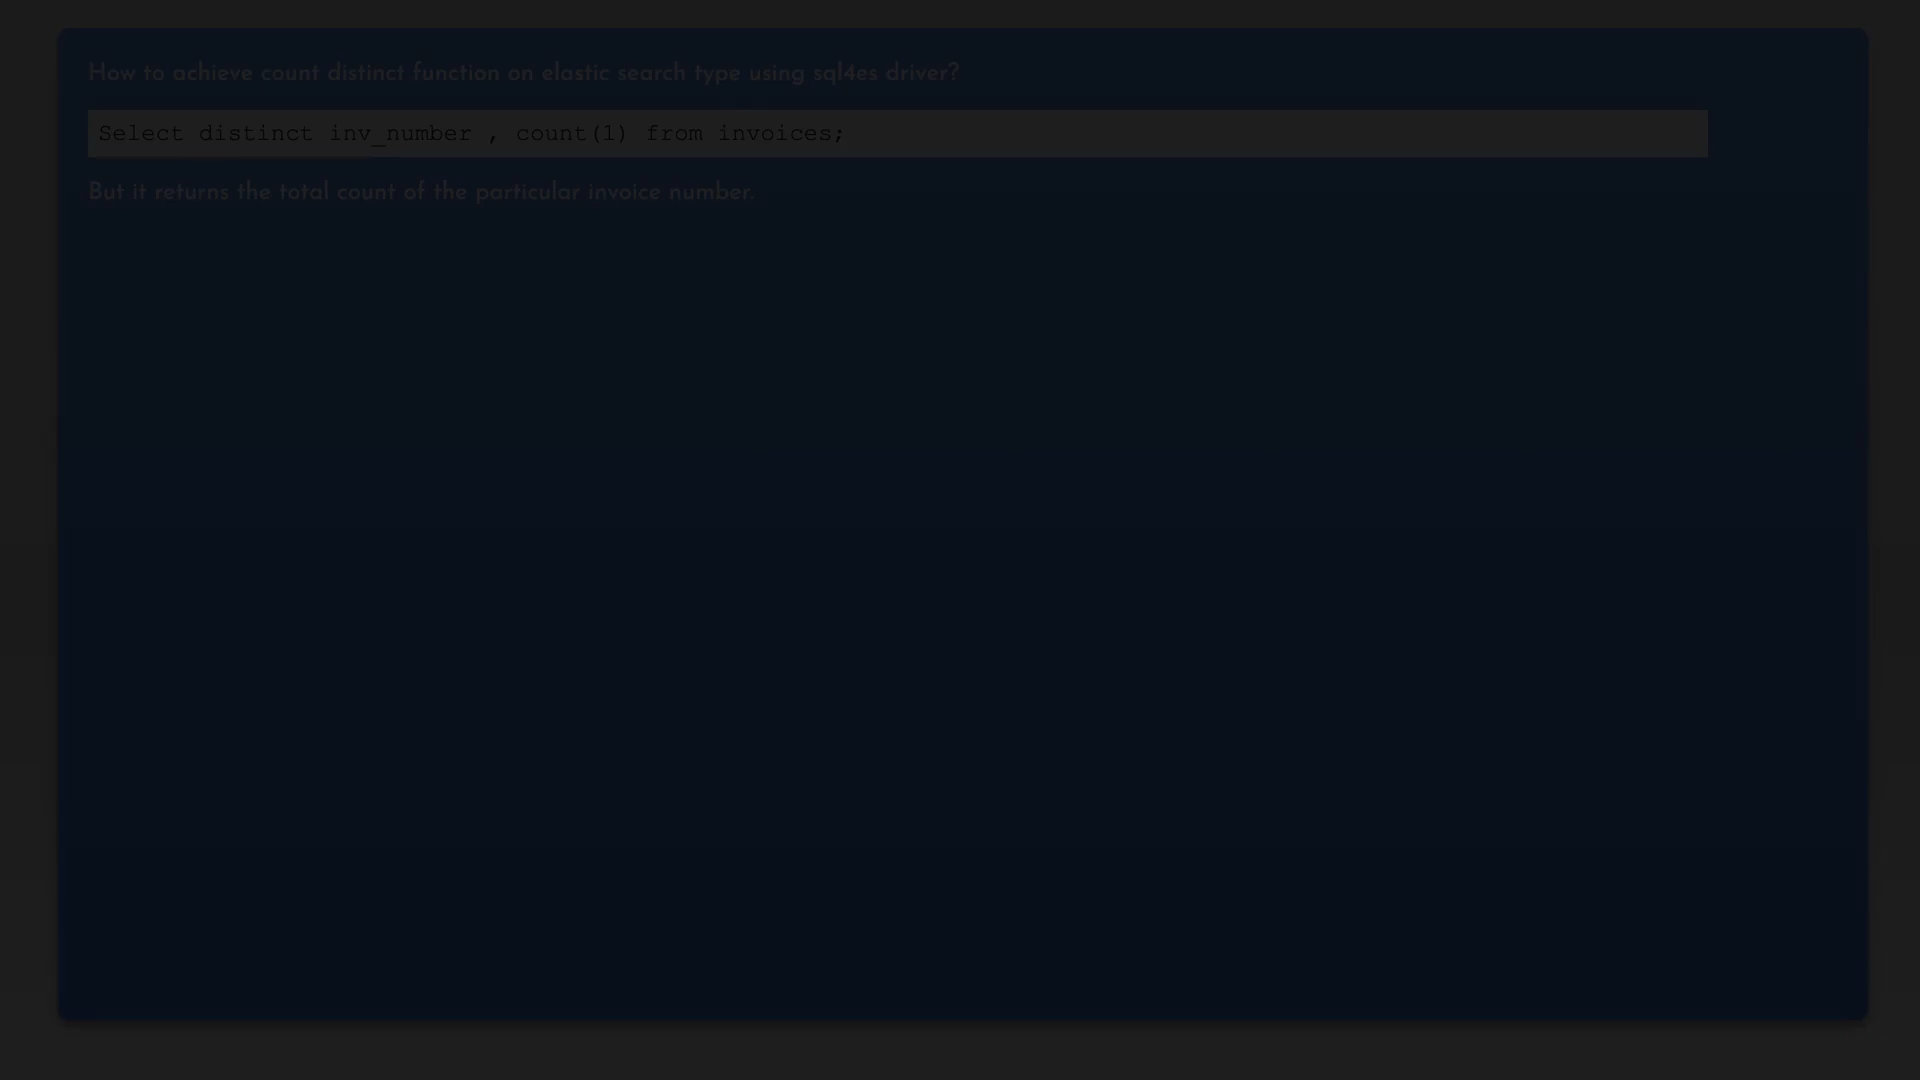 How to achieve count distinct function on elastic search type using sql4es driver?
Select distinct inv_number , count(1) from invoices;
But it returns the total count of the particular invoice number.